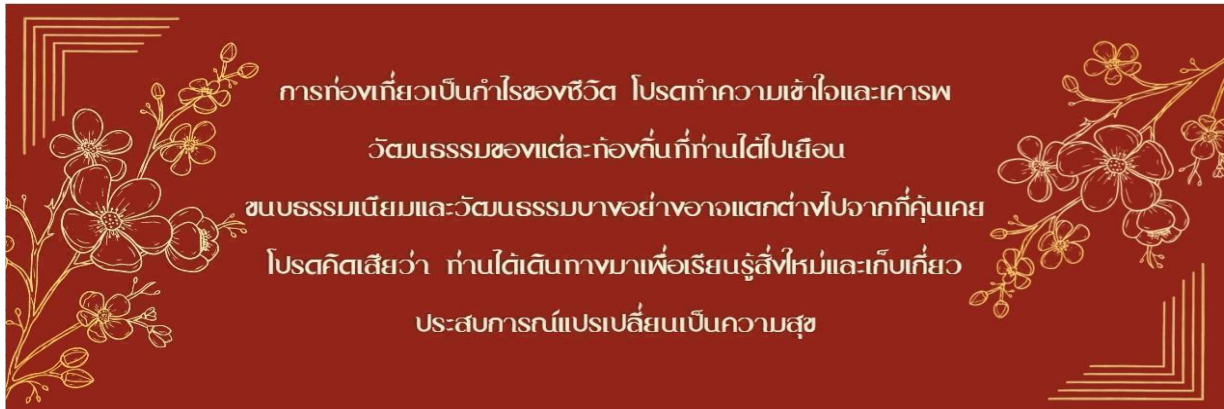 การท่องเที่ยวเป็นกำไรของชีวิต โปรดทำความเข้าใจและเคารพ
วัฒนธรรมของแต่ละท้องถิ่นที่ท่านได้ไปเยือน
ขนบธรรมเนียมและวัฒนธรรมบางอย่างอาจแตกต่างไปจากที่คุ้นเคย
โปรดคิดเสียว่า ท่านได้เดินทางมาเพื่อเรียนรู้สิ่งใหม่และเก็บเกี่ยว
ประสบการณ์แปรเปลี่ยนเป็นความสุข